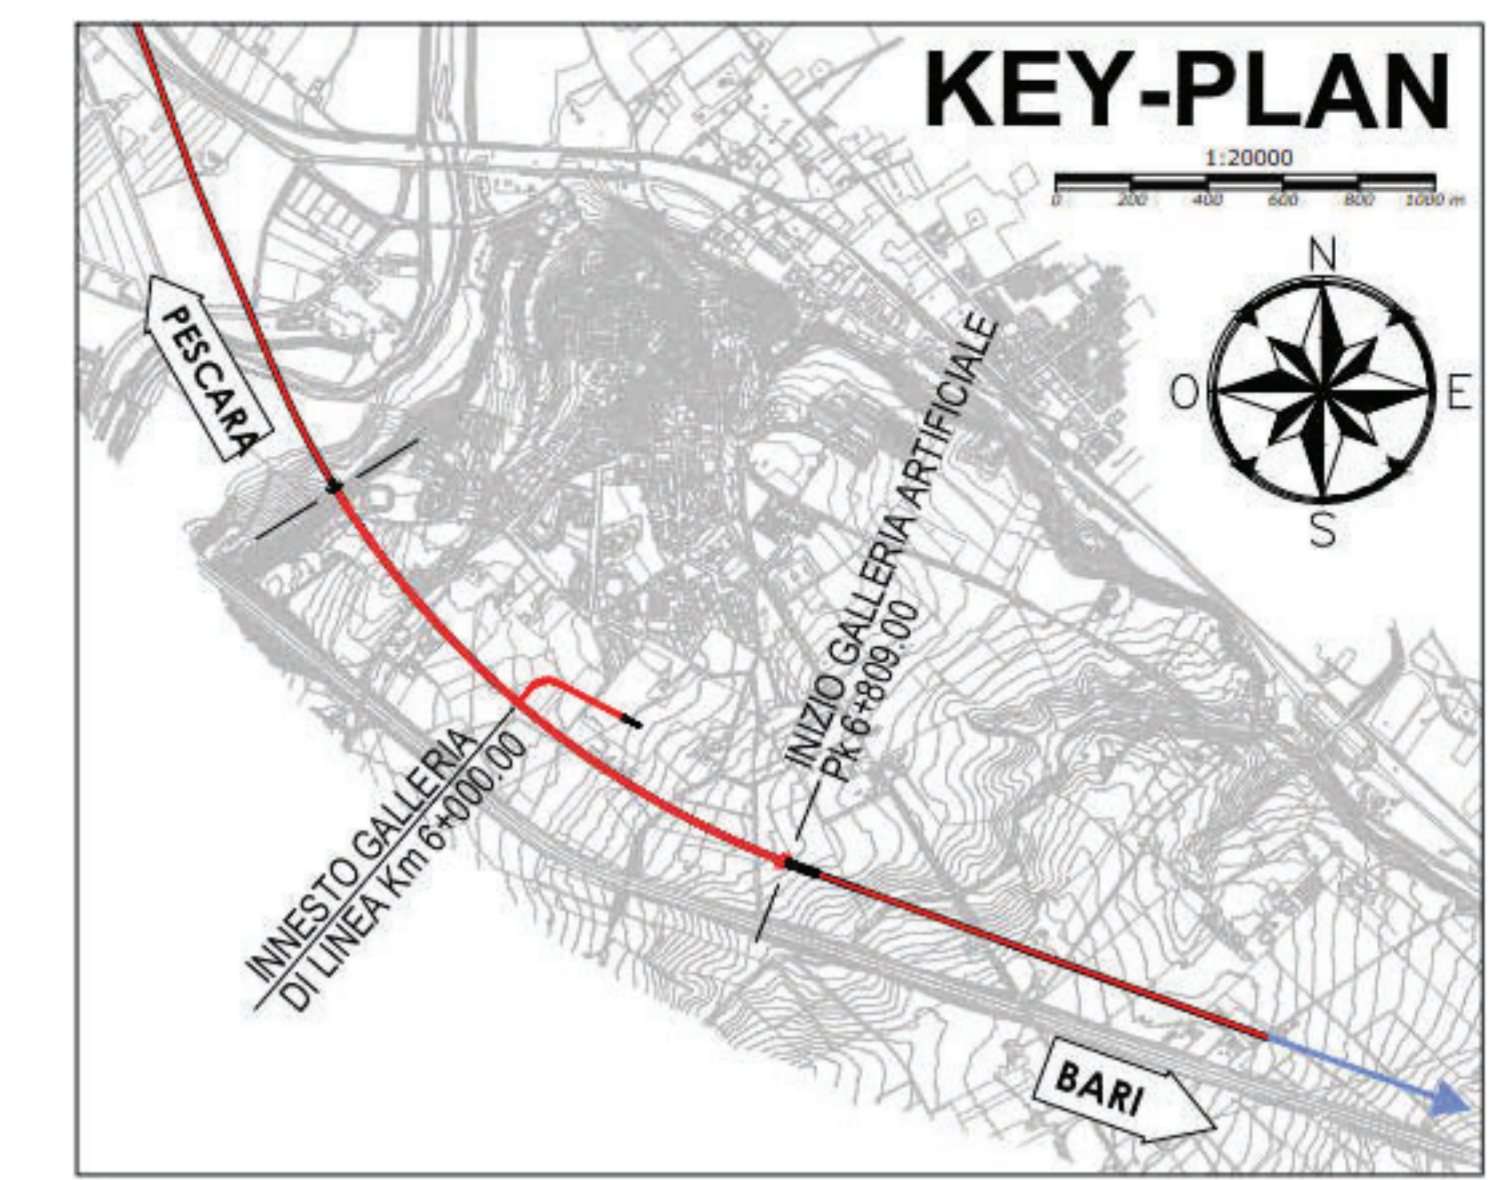 KEY-PLAN
1:20000
0 200 400 600 800 1000 m
N
O E
S
PESCARA
INIZIO GALLERIA ARTIFICIALE
Pk 6+809.00
INNESTO GALLERIA
DI LINEA Km 6+000,00
BARI